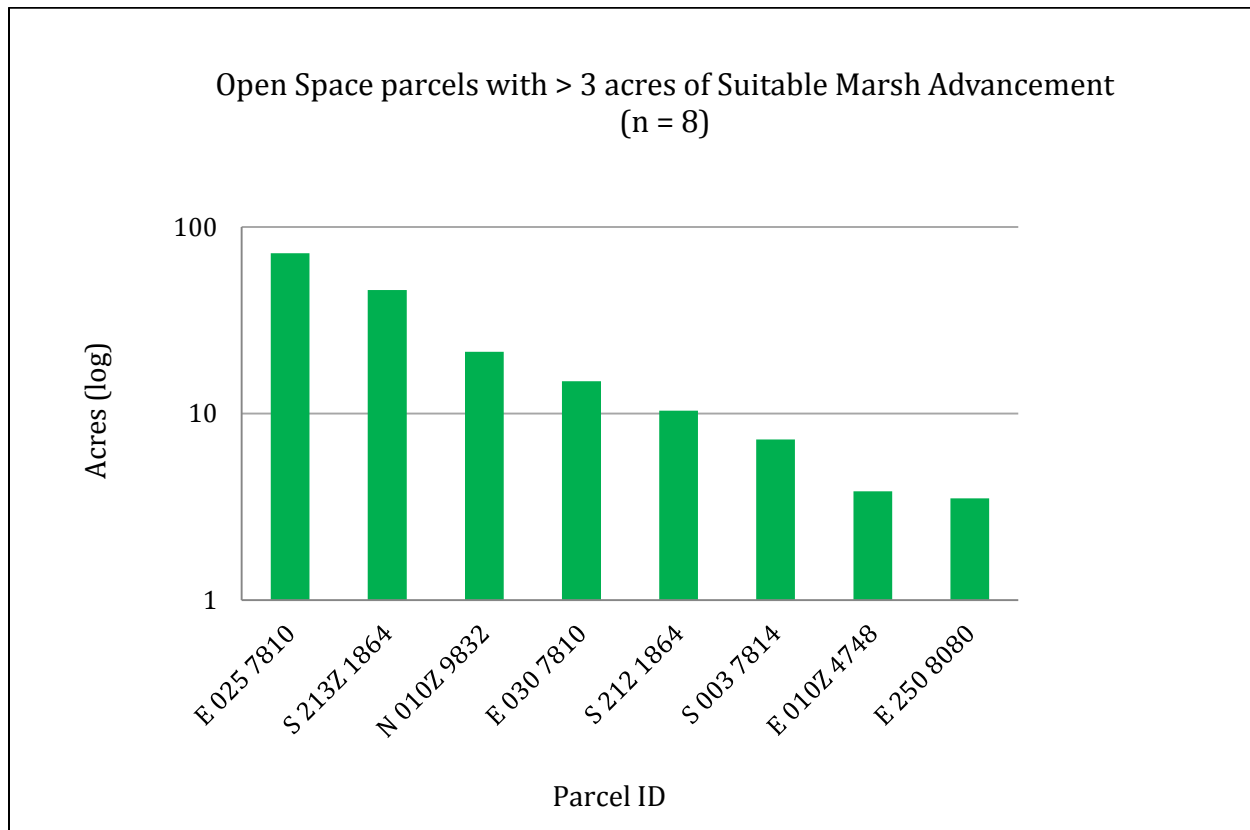 Open Space parcels with > 3 acres of Suitable Marsh Advancement
(n = 8)
100
10
1
Acres (log)
E 025 7810
S 213Z 1864
N 010Z 9832
E 030 7810
S 212 1864
S 003 7814
E 010Z 4748
E 250 8080
Parcel ID